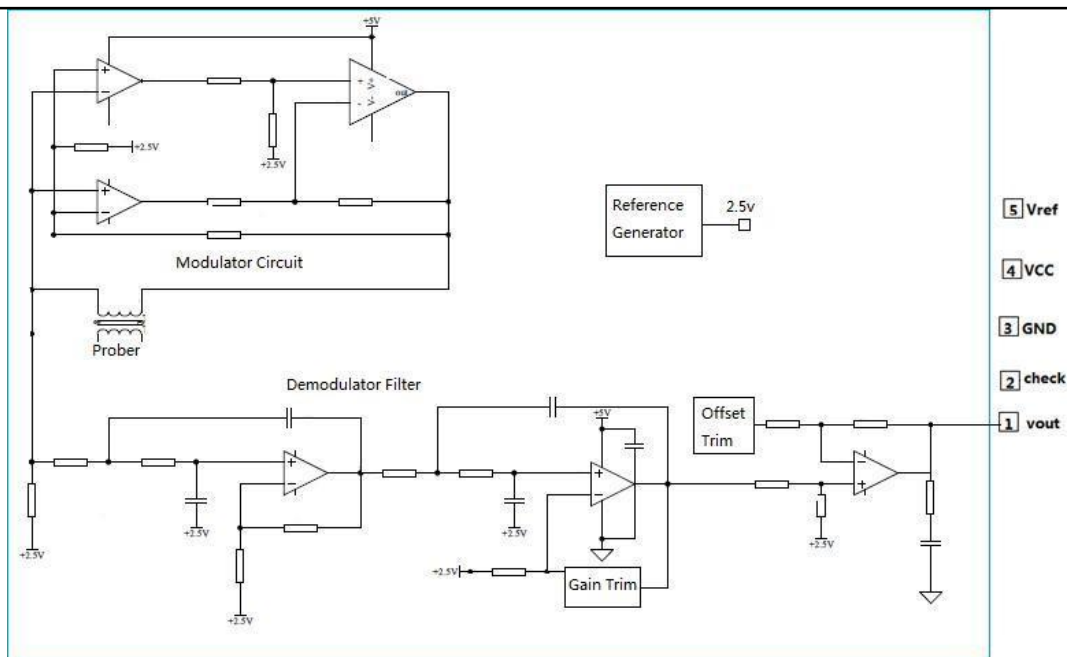 +5V
+
−
+
V+
out
-
V-
+2.5V
+2.5V
+
−
Reference
Generator
2.5v
5 Vref
Modulator Circuit
4 VCC
3 GND
Prober
2 check
Demodulator Filter
Offset
Trim
1 vout
+5V
+
−
+
−
−
+
+2.5V
+2.5V
+2.5V
+2.5V
+2.5V
Gain Trim
+2.5V